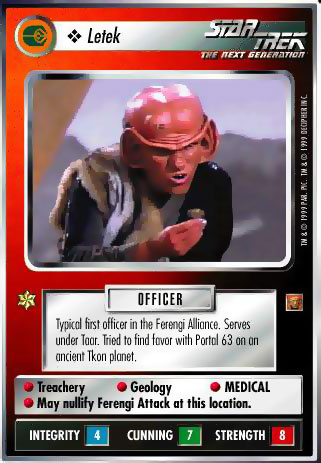 ❖ Letek
STAR TREK
THE NEXT GENERATION
TM & © 1999 PAR. PIC. TM & © 1999 DECIPHER INC.
OFFICER
Typical first officer in the Ferengi Alliance. Serves
under Taar. Tried to find favor with Portal 63 on an
ancient Tkon planet.
• Treachery • Geology • MEDICAL
• May nullify Ferengi Attack at this location.
INTEGRITY 4 CUNNING 7 STRENGTH 8